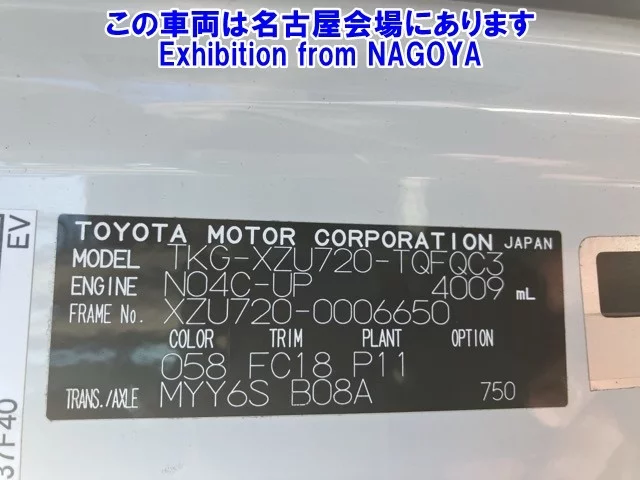 この車両は名古屋会場にあります
Exhibition from NAGOYA
EV
37F40
TOYOTA MOTOR CORPORATION JAPAN
MODEL TKG-XZU720-TQFQC3
ENGINE N04C-UP 4009 mL
FRAME No. XZU720-0006650
COLOR TRIM PLANT OPTION
058 FC18 P11
TRANS./AXLE MYY6S B08A 750